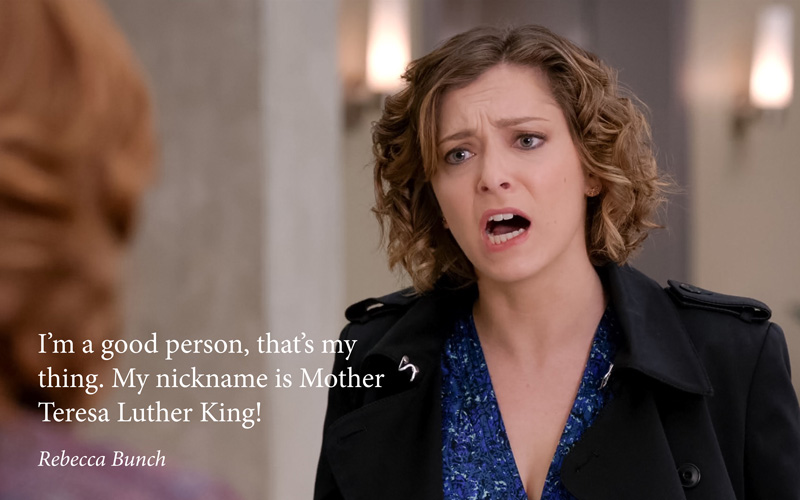 I’m a good person, that’s my
thing. My nickname is Mother
Teresa Luther King!
Rebecca Bunch